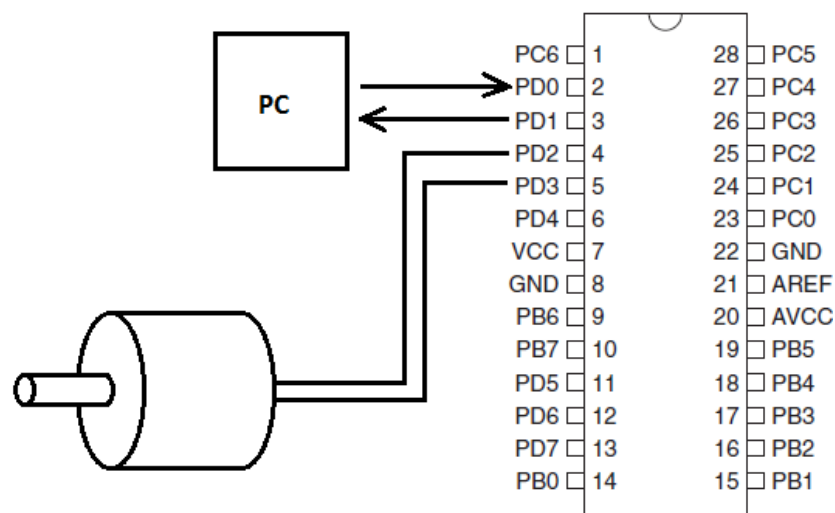 PC
PC6 1 28 PC5
PD0 2 27 PC4
PD1 3 26 PC3
PD2 4 25 PC2
PD3 5 24 PC1
PD4 6 23 PC0
VCC 7 22 GND
GND 8 21 AREF
PB6 9 20 AVCC
PB7 10 19 PB5
PD5 11 18 PB4
PD6 12 17 PB3
PD7 13 16 PB2
PB0 14 15 PB1